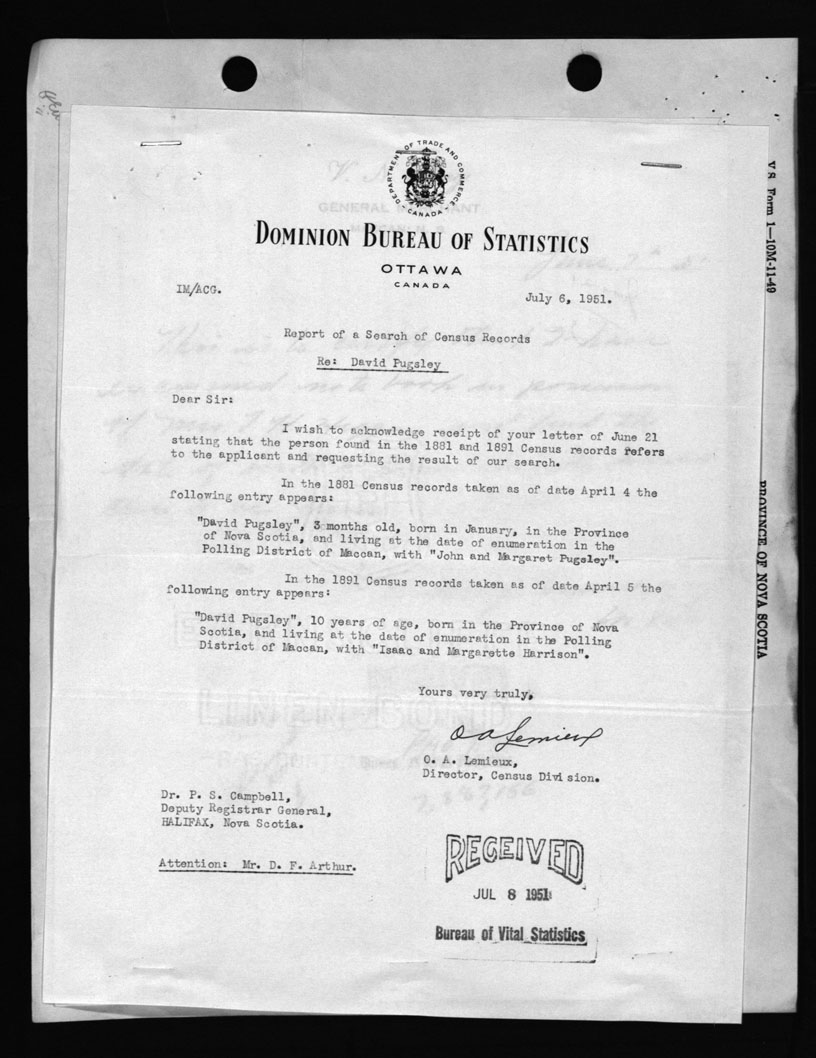 DEPARTMENT OF TRADE AND COMMERCE
CANADA
DOMINION BUREAU OF STATISTICS
OTTAWA
CANADA
IM/ACG.
July 6, 1951.
Report of a Search of Census Records
Re: David Pugsley
Dear Sir:
I wish to acknowledge receipt of your letter of June 21
stating that the person found in the 1881 and 1891 Census records refers
to the applicant and requesting the result of our search.
In the 1881 Census records taken as of date April 4 the
following entry appears:
"David Pugsley", 3 months old, born in January, in the Province
of Nova Scotia, and living at the date of enumeration in the
Polling District of Maccan, with "John and Margaret Pugsley".
In the 1891 Census records taken as of date April 5 the
following entry appears:
"David Pugsley", 10 years of age, born in the Province of Nova
Scotia, and living at the date of enumeration in the Polling
District of Maccan, with "Isaac and Margarette Harrison".
Yours very truly,
O A Lemieux
O. A. Lemieux,
Director, Census Division.
Dr. P. S. Campbell,
Deputy Registrar General,
HALIFAX, Nova Scotia.
Attention: Mr. D. F. Arthur.
RECEIVED
JUL 8 1951
Bureau of Vital Statistics
V.S. Form 1—10M-11-49
PROVINCE OF NOVA SCOTIA